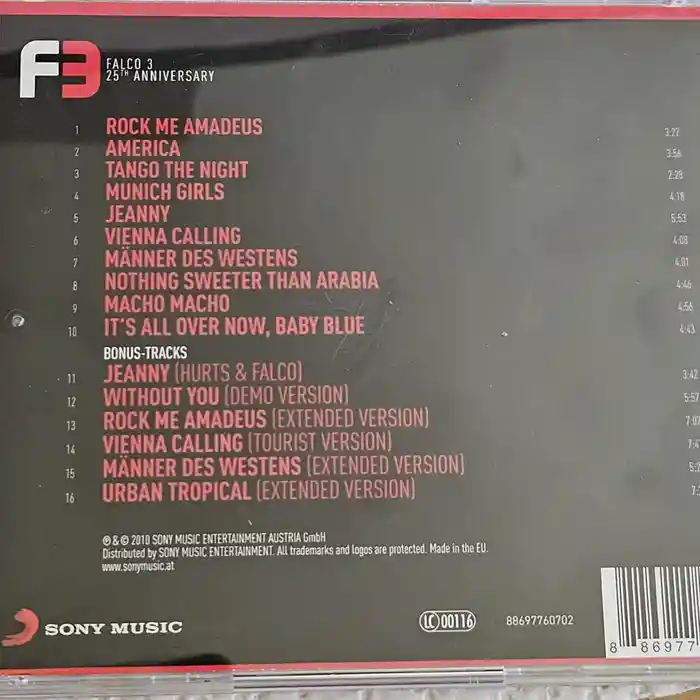 F3 FALCO 3
25TH ANNIVERSARY
1 ROCK ME AMADEUS 3:22
2 AMERICA 3:56
3 TANGO THE NIGHT 2:28
4 MUNICH GIRLS 4:18
5 JEANNY 5:53
6 VIENNA CALLING 4:08
7 MÄNNER DES WESTENS 4:01
8 NOTHING SWEETER THAN ARABIA 4:46
9 MACHO MACHO 4:56
10 IT'S ALL OVER NOW, BABY BLUE 4:43
BONUS-TRACKS
11 JEANNY (HURTS & FALCO) 3:42
12 WITHOUT YOU (DEMO VERSION) 5:57
13 ROCK ME AMADEUS (EXTENDED VERSION) 7:07
14 VIENNA CALLING (TOURIST VERSION)
15 MÄNNER DES WESTENS (EXTENDED VERSION)
16 URBAN TROPICAL (EXTENDED VERSION)
℗ & © 2010 SONY MUSIC ENTERTAINMENT AUSTRIA GmbH
Distributed by SONY MUSIC ENTERTAINMENT. All trademarks and logos are protected. Made in the EU.
www.sonymusic.at
SONY MUSIC
LC 00116
88697760702
8 86977